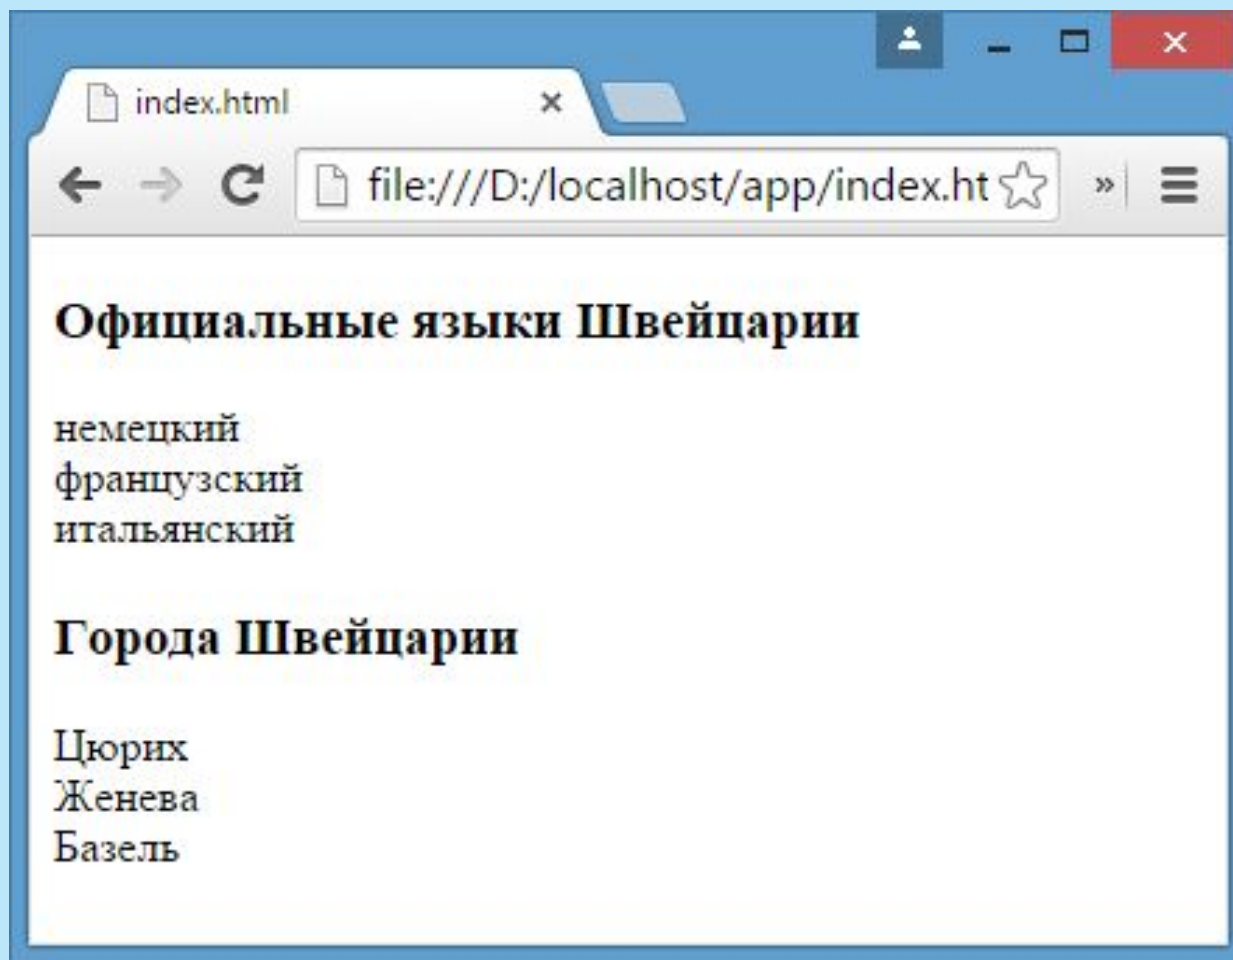 index.html
file:///D:/localhost/app/index.ht
Официальные языки Швейцарии
немецкий
французский
итальянский
Города Швейцарии
Цюрих
Женева
Базель